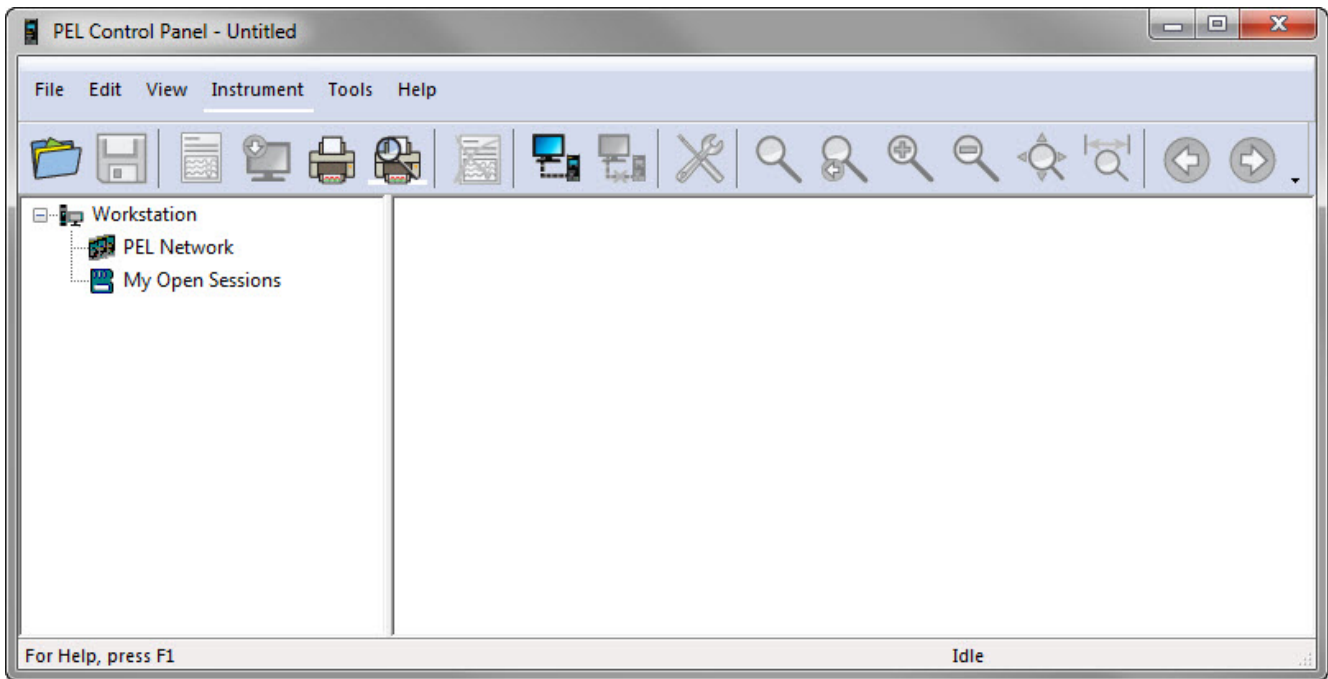 PEL Control Panel - Untitled
File Edit View Instrument Tools Help
Workstation
PEL Network
My Open Sessions
For Help, press F1 Idle